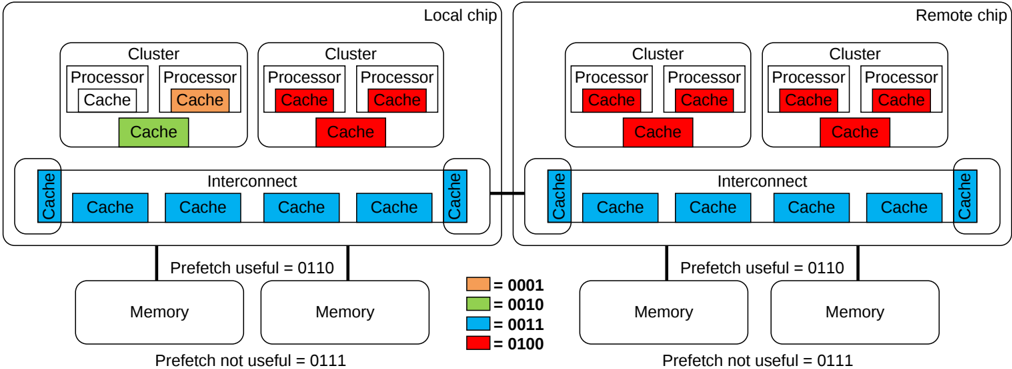 Local chip
Remote chip
Cluster
Cluster
Cluster
Cluster
Processor
Processor
Processor
Processor
Processor
Processor
Processor
Processor
Cache
Cache
Cache
Cache
Cache
Cache
Cache
Cache
Cache
Cache
Cache
Cache
Cache
Interconnect
Cache
Cache
Interconnect
Cache
Cache
Cache
Cache
Cache
Cache
Cache
Cache
Cache
Prefetch useful = 0110
Prefetch useful = 0110
Memory
Memory
= 0001
= 0010
= 0011
= 0100
Memory
Memory
Prefetch not useful = 0111
Prefetch not useful = 0111